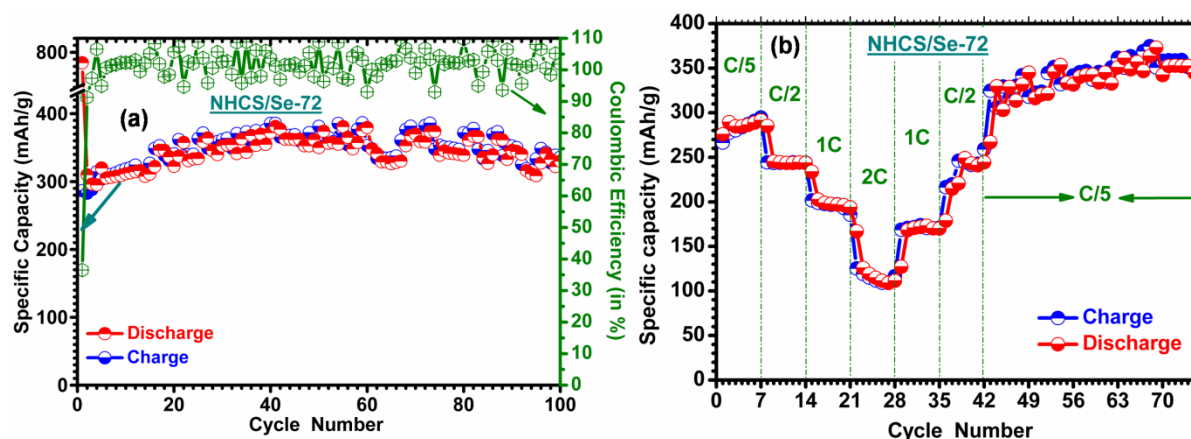 (a)
NHCS/Se-72
Specific Capacity (mAh/g)
800
400
300
200
100
0
Discharge
Charge
0 20 40 60 80 100
Cycle Number
110
100
90
80
70
60
50
40
30
20
10
0
Coulombic Efficiency (in %)
(b)
NHCS/Se-72
Specific capacity (mAh/g)
400
350
300
250
200
150
100
50
0
C/5
C/2
1C
2C
1C
C/2
C/5
Charge
Discharge
0 7 14 21 28 35 42 49 56 63 70
Cycle Number